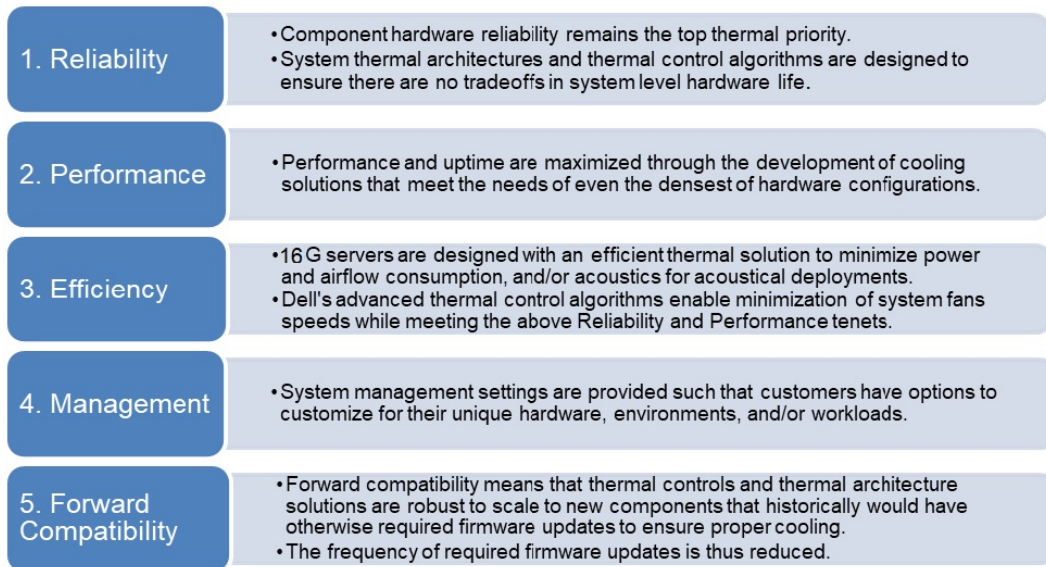 1. Reliability
•Component hardware reliability remains the top thermal priority.
•System thermal architectures and thermal control algorithms are designed to
ensure there are no tradeoffs in system level hardware life.
2. Performance
•Performance and uptime are maximized through the development of cooling
solutions that meet the needs of even the densest of hardware configurations.
3. Efficiency
•16G servers are designed with an efficient thermal solution to minimize power
and airflow consumption, and/or acoustics for acoustical deployments.
•Dell's advanced thermal control algorithms enable minimization of system fans
speeds while meeting the above Reliability and Performance tenets.
4. Management
•System management settings are provided such that customers have options to
customize for their unique hardware, environments, and/or workloads.
5. Forward
Compatibility
•Forward compatibility means that thermal controls and thermal architecture
solutions are robust to scale to new components that historically would have
otherwise required firmware updates to ensure proper cooling.
•The frequency of required firmware updates is thus reduced.